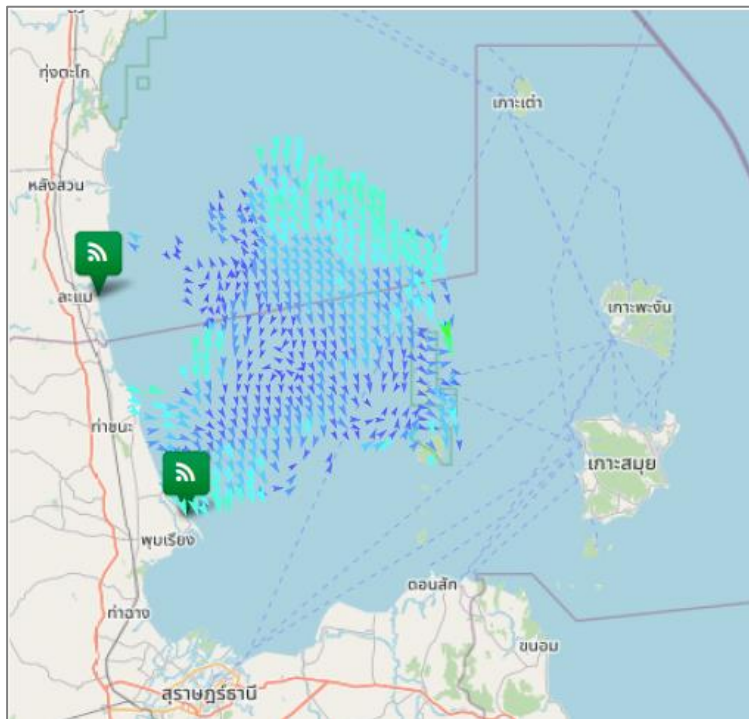 ทุ่งตะโก
เกาะเต่า
หลังสวน
ละแม
เกาะพะงัน
ท่าชนะ
เกาะสมุย
พุมเรียง
ดอนสัก
ท่าฉาง
ขนอม
สุราษฎร์ธานี